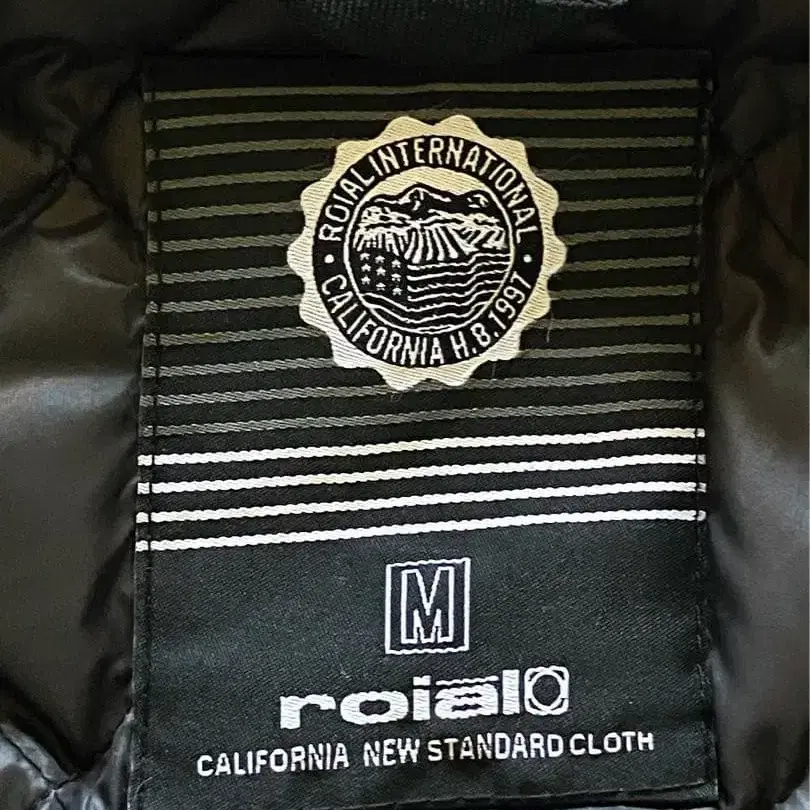 ROIAL INTERNATIONAL
· CALIFORNIA H.B. 1997 ·
M
roial
CALIFORNIA NEW STANDARD CLOTH